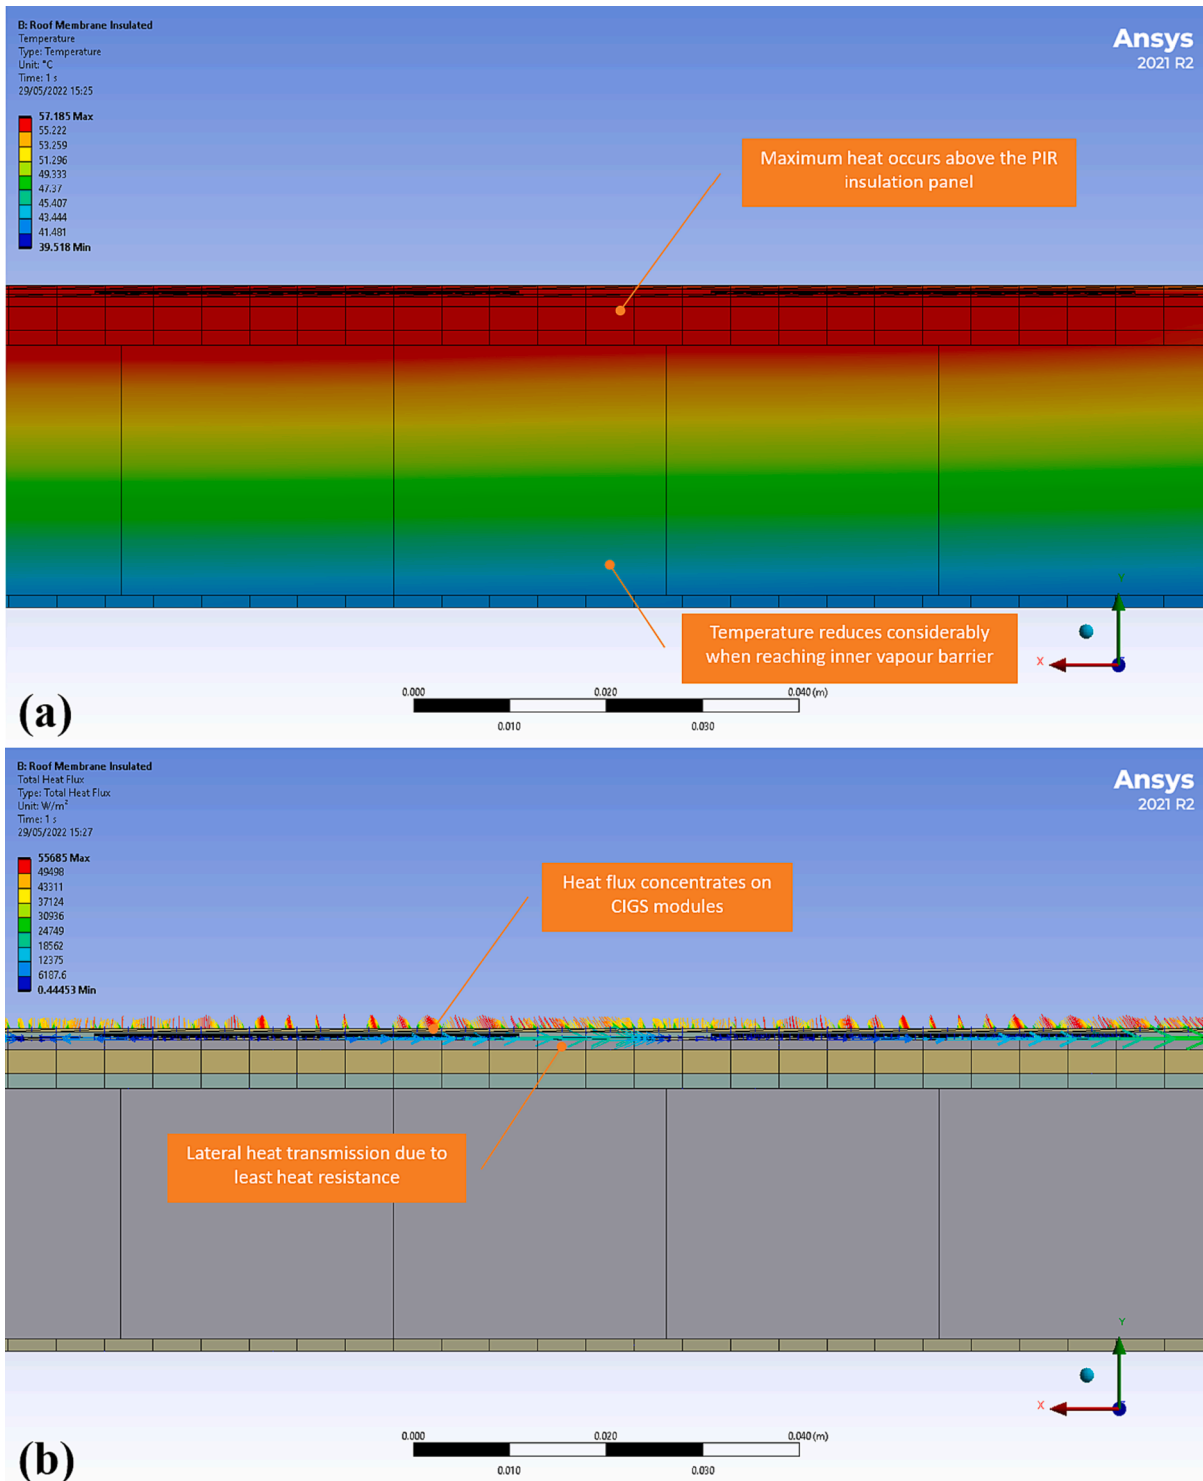 B: Roof Membrane Insulated
Temperature
Type: Temperature
Unit: °C
Time: 1 s
29/05/2022 15:25
Ansys
2021 R2
57.185 Max
55.222
53.259
51.296
49.333
47.37
45.407
43.444
41.481
39.518 Min
Maximum heat occurs above the PIR
insulation panel
Temperature reduces considerably
when reaching inner vapour barrier
Y
X
0.000
0.020
0.040 (m)
0.010
0.030
(a)
B: Roof Membrane Insulated
Total Heat Flux
Type: Total Heat Flux
Unit: W/m²
Time: 1 s
29/05/2022 15:27
Ansys
2021 R2
55685 Max
49498
43311
37124
30936
24749
18562
12375
6187.6
0.44453 Min
Heat flux concentrates on
CIGS modules
Lateral heat transmission due to
least heat resistance
Y
X
0.000
0.020
0.040 (m)
0.010
0.030
(b)